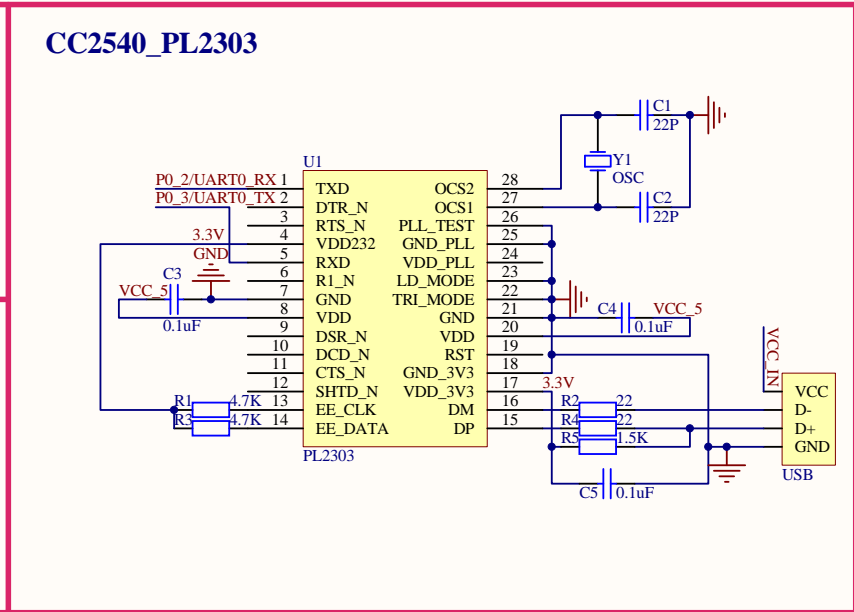 CC2540_PL2303
C1
22P
Y1
OSC
C2
22P
U1
P0_2/UART0_RX 1 TXD OCS2 28
P0_3/UART0_TX 2 DTR_N OCS1 27
3 RTS_N PLL_TEST 26
3.3V 4 VDD232 GND_PLL 25
GND 5 RXD VDD_PLL 24
C3 6 R1_N LD_MODE 23
VCC_5 7 GND TRI_MODE 22
0.1uF 8 VDD GND 21
C4 VCC_5
0.1uF
9 DSR_N VDD 20
10 DCD_N RST 19
11 CTS_N GND_3V3 18
12 SHTD_N VDD_3V3 17 3.3V
R1 4.7K 13 EE_CLK DM 16 R2 22
R3 4.7K 14 EE_DATA DP 15 R4 22
R5 1.5K
PL2303
C5 0.1uF
VCC_IN
VCC
D-
D+
GND
USB